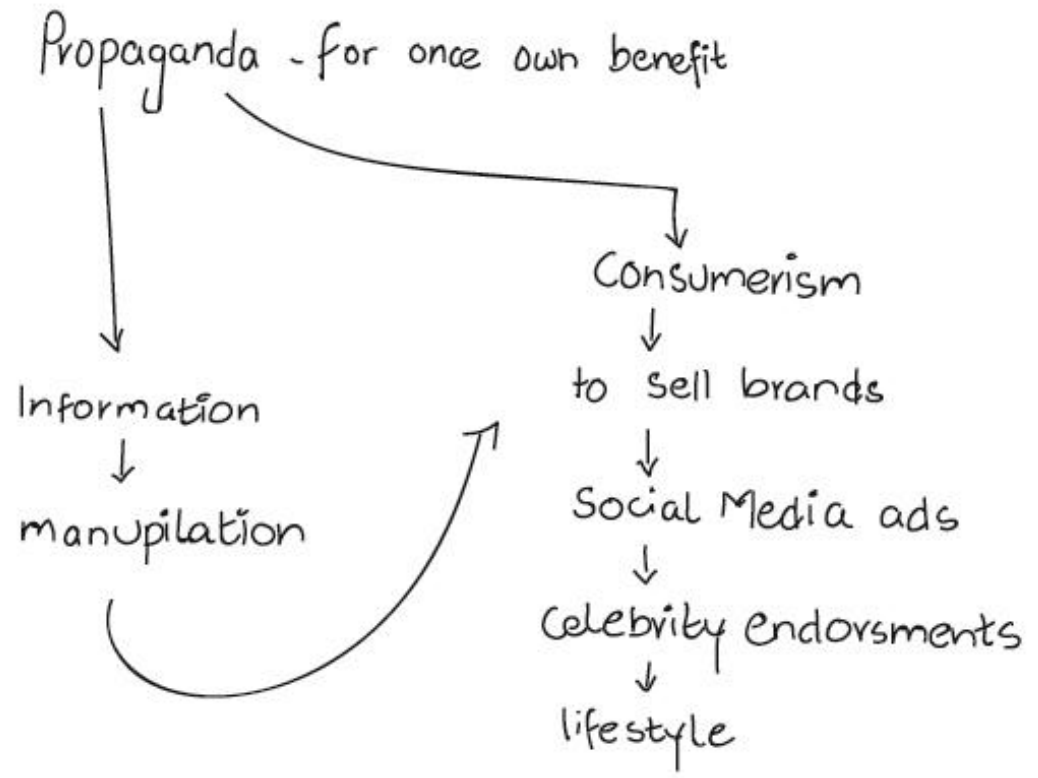 Propaganda - for once own benefit
Consumerism
to sell brands
Information
Social Media ads
manupilation
celebrity endorsments
lifestyle